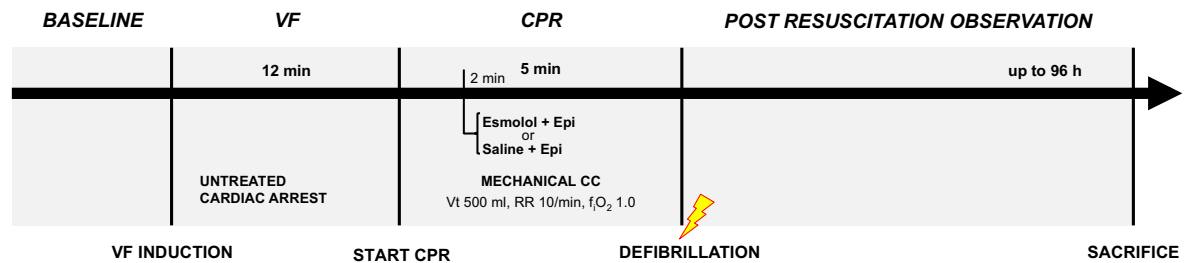 BASELINE
VF
CPR
POST RESUSCITATION OBSERVATION
12 min
2 min
5 min
up to 96 h
Esmolol + Epi
or
Saline + Epi
UNTREATED
CARDIAC ARREST
MECHANICAL CC
Vt 500 ml, RR 10/min, fᵢO₂ 1.0
VF INDUCTION
START CPR
DEFIBRILLATION
SACRIFICE